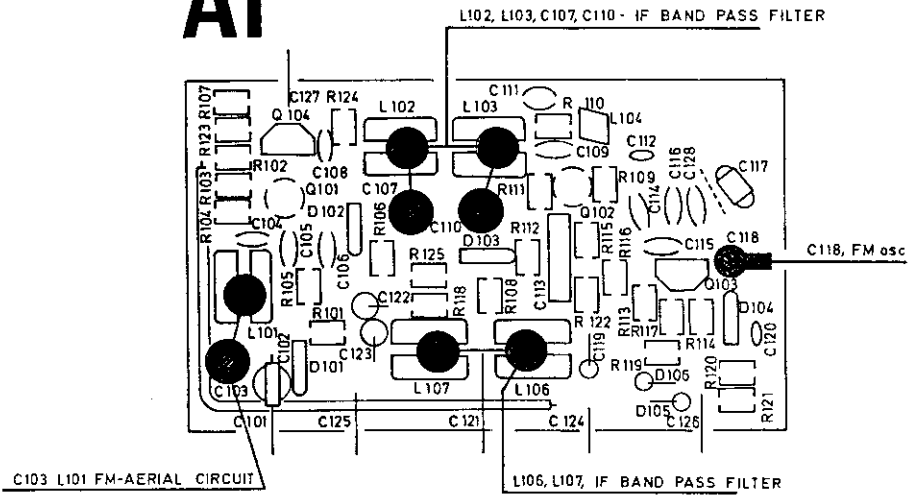 A1
L102, L103, C107, C110 - IF BAND PASS FILTER
R107
R123
R103
R104
C127
R124
Q104
L102
L103
C111
R110
L104
R102
C108
C109
C112
C116
C128
C117
Q101
C107
R111
R109
C114
D102
R106
C110
Q102
C104
C105
C106
D103
R112
R115
R116
C115
C118
C118, FM osc
R105
R125
Q103
C122
R118
R108
C113
D104
L101
R101
R122
R113
R117
R114
C120
C102
C123
C119
D101
R119
R120
C103
L107
L106
D106
R121
D105
C101
C125
C121
C124
C126
C103 L101 FM-AERIAL CIRCUIT
L106, L107, IF BAND PASS FILTER